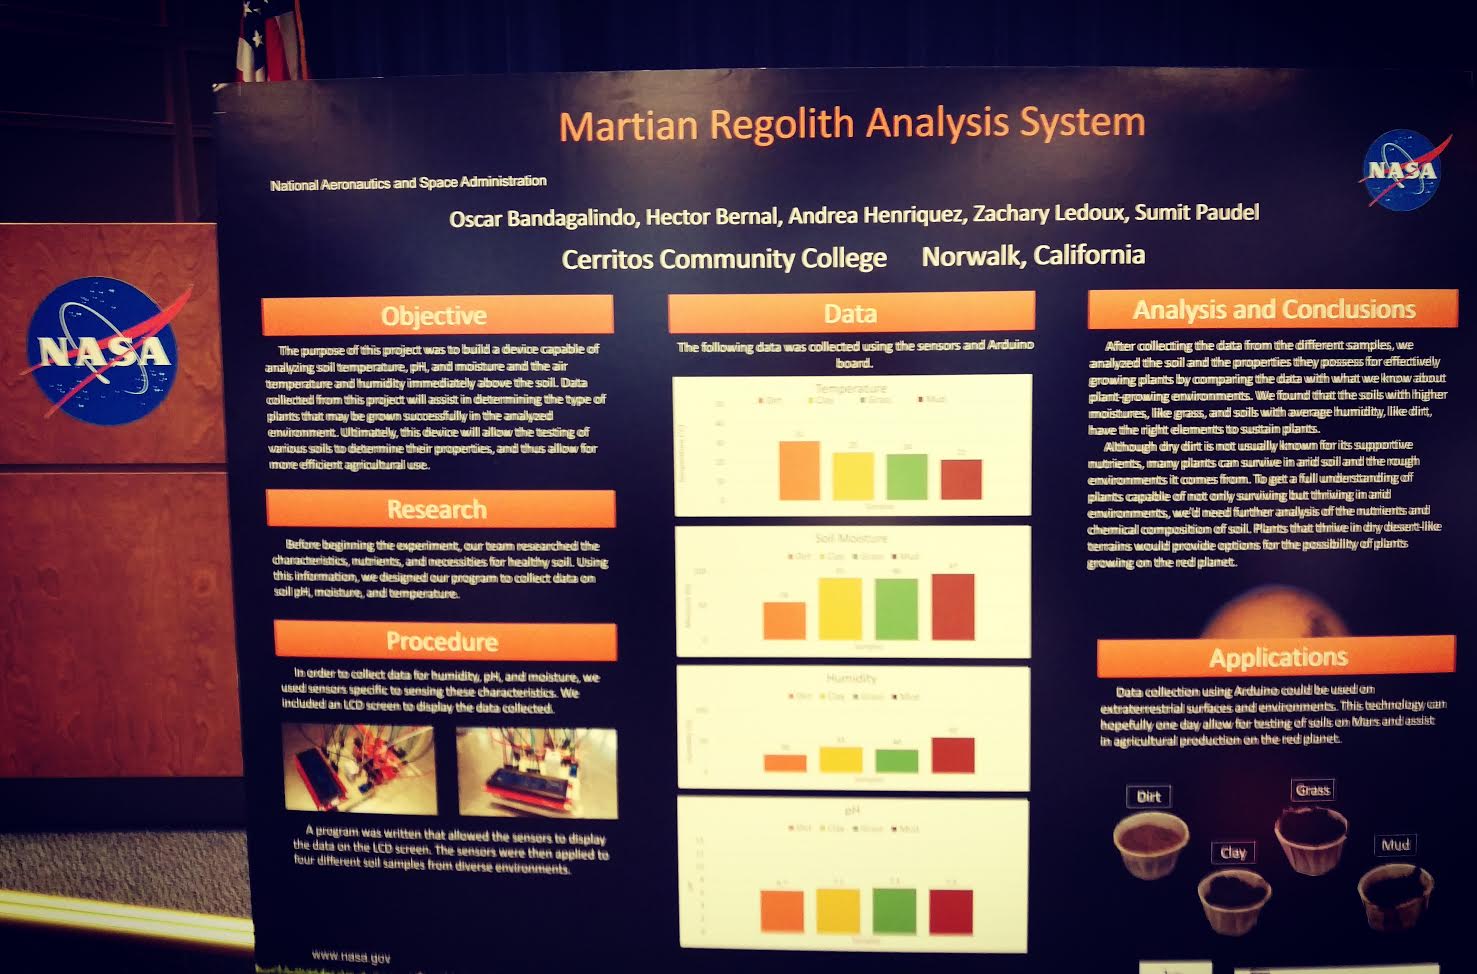 Martian Regolith Analysis System
National Aeronautics and Space Administration
NASA
Oscar Bandagalindo, Hector Bernal, Andrea Henriquez, Zachary Ledoux, Sumit Paudel
Cerritos Community College Norwalk, California
NASA
Objective
The purpose of this project was to build a device capable of
analyzing soil temperature, pH, and moisture and the air
temperature and humidity immediately above the soil. Data
collected from this project will assist in determining the type of
plants that may be grown successfully in the analyzed
environment. Ultimately, this device will allow the testing of
various soils to determine their properties, and thus allow for
more efficient agricultural use.
Research
Before beginning the experiment, our team researched the
characteristics, nutrients, and necessities for healthy soil. Using
this information, we designed our program to collect data on
soil pH, moisture, and temperature.
Procedure
In order to collect data for humidity, pH, and moisture, we
used sensors specific to sensing these characteristics. We
included an LCD screen to display the data collected.
A program was written that allowed the sensors to display
the data on the LCD screen. The sensors were then applied to
four different soil samples from diverse environments.
www.nasa.gov
Data
The following data was collected using the sensors and Arduino
board.
Temperature
Dirt Clay Grass Mud
Soil Moisture
Dirt Clay Grass Mud
Humidity
Dirt Clay Grass Mud
pH
Dirt Clay Grass Mud
Analysis and Conclusions
After collecting the data from the different samples, we
analyzed the soil and the properties they possess for effectively
growing plants by comparing the data with what we know about
plant-growing environments. We found that the soils with higher
moistures, like grass, and soils with average humidity, like dirt,
have the right elements to sustain plants.
Although dry dirt is not usually known for its supportive
nutrients, many plants can survive in arid soil and the rough
environments it comes from. To get a full understanding of
plants capable of not only surviving but thriving in arid
environments, we'd need further analysis of the nutrients and
chemical composition of soil. Plants that thrive in dry desert-like
terrains would provide options for the possibility of plants
growing on the red planet.
Applications
Data collection using Arduino could be used on
extraterrestrial surfaces and environments. This technology can
hopefully one day allow for testing of soils on Mars and assist
in agricultural production on the red planet.
Dirt
Grass
Clay
Mud